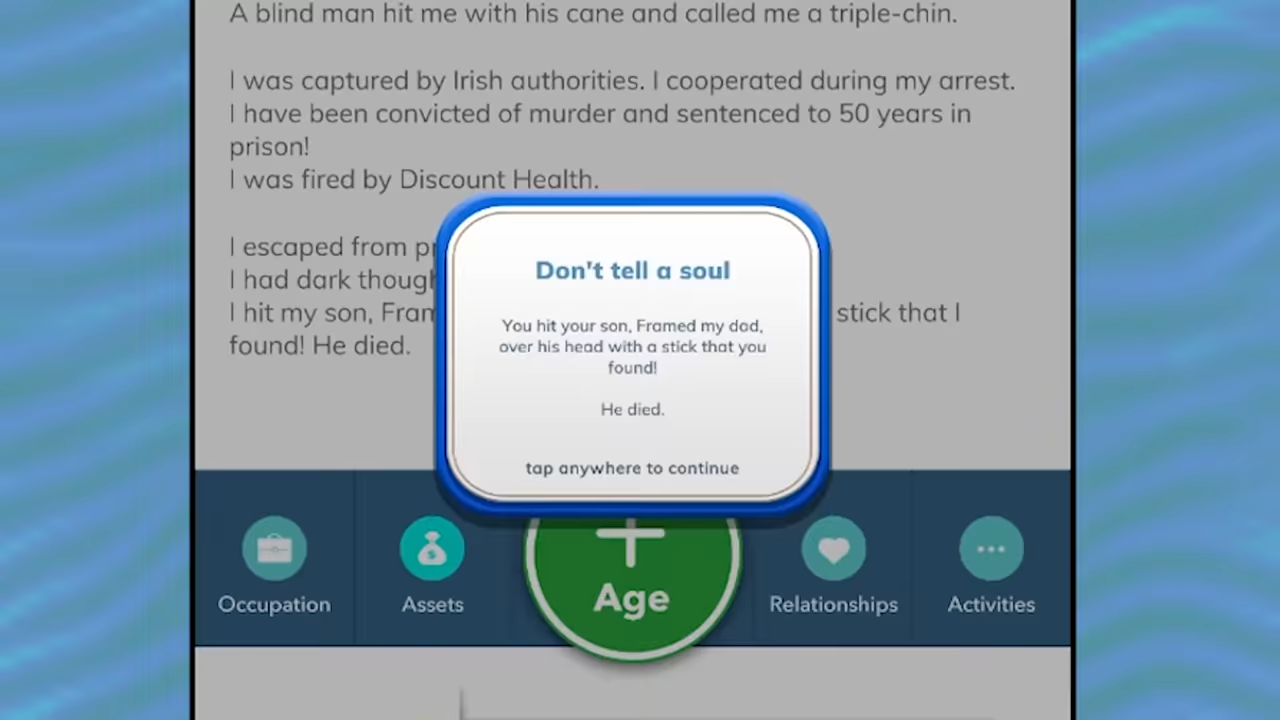 A blind man hit me with his cane and called me a triple-chin.
I was captured by Irish authorities. I cooperated during my arrest.
I have been convicted of murder and sentenced to 50 years in
prison!
I was fired by Discount Health.
I escaped from
I had dark
I hit my son, stick that I
found! He died.
Don't tell a soul
You hit your son, Framed my dad,
over his head with a stick that you
found!
He died.
tap anywhere to continue
Occupation
Assets
Age
Relationships
Activities